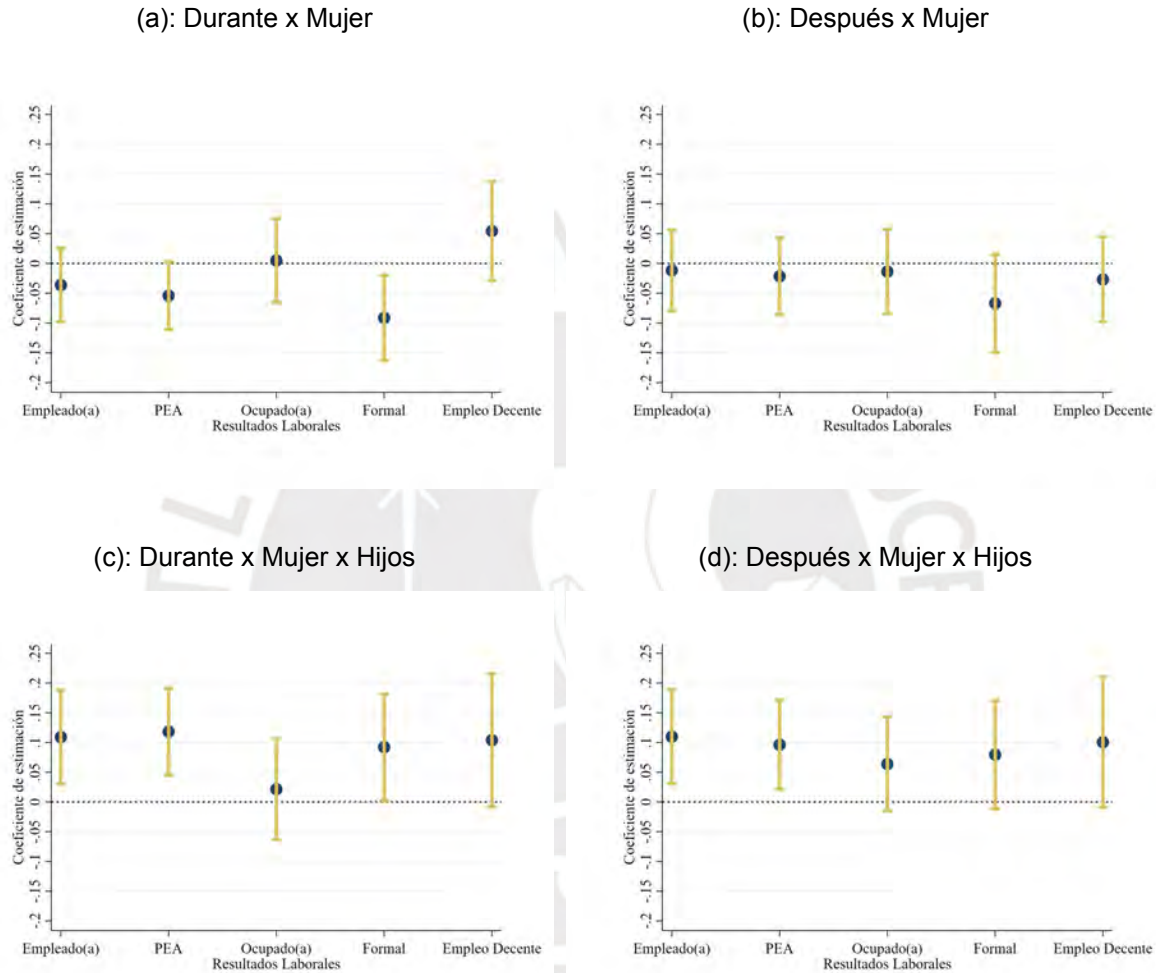 (a): Durante x Mujer
Coeficiente de estimación
.25
.2
.15
.1
.05
0
-.05
-.1
-.15
-.2
Empleado(a) PEA Ocupado(a) Formal Empleo Decente
Resultados Laborales
(b): Después x Mujer
Coeficiente de estimación
.25
.2
.15
.1
.05
0
-.05
-.1
-.15
-.2
Empleado(a) PEA Ocupado(a) Formal Empleo Decente
Resultados Laborales
(c): Durante x Mujer x Hijos
Coeficiente de estimación
.25
.2
.15
.1
.05
0
-.05
-.1
-.15
-.2
Empleado(a) PEA Ocupado(a) Formal Empleo Decente
Resultados Laborales
(d): Después x Mujer x Hijos
Coeficiente de estimación
.25
.2
.15
.1
.05
0
-.05
-.1
-.15
-.2
Empleado(a) PEA Ocupado(a) Formal Empleo Decente
Resultados Laborales